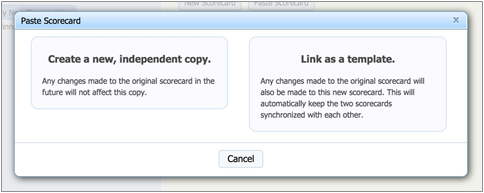 New Scorecard Paste Scorecard
Paste Scorecard
x
Create a new, independent copy.
Any changes made to the original scorecard in the
future will not affect this copy.
Link as a template.
Any changes made to the original scorecard will
also be made to this new scorecard. This will
automatically keep the two scorecards
synchronized with each other.
Cancel